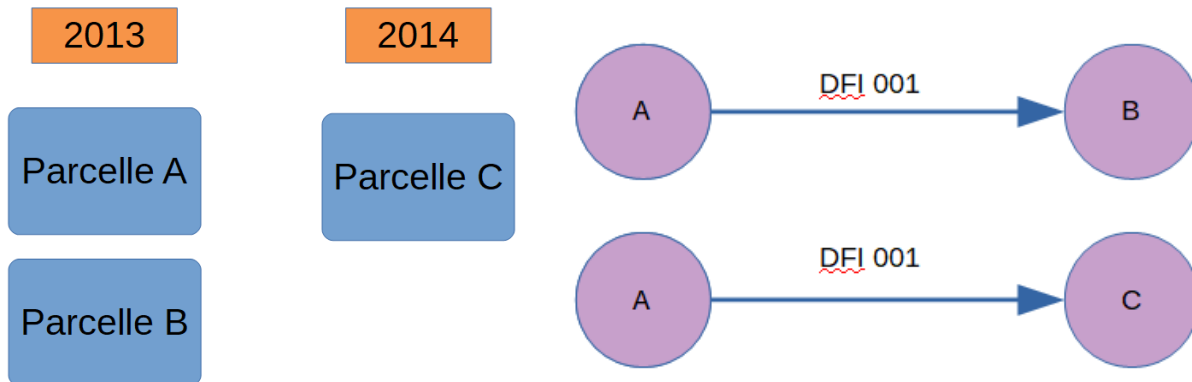 2013
2014
Parcelle A
Parcelle C
Parcelle B
A
DFI 001
B
A
DFI 001
C